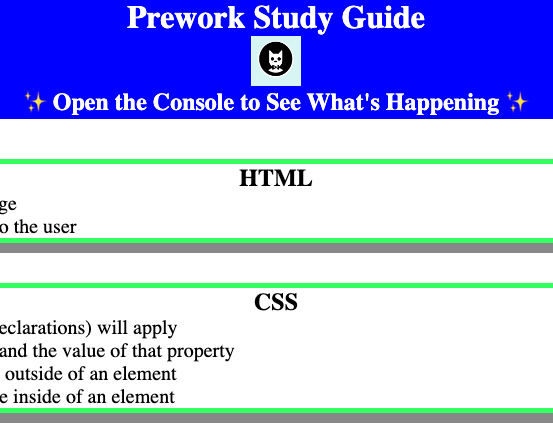 Prework Study Guide
✨ Open the Console to See What's Happening ✨
HTML
ge
o the user
CSS
eclarations) will apply
and the value of that property
outside of an element
e inside of an element